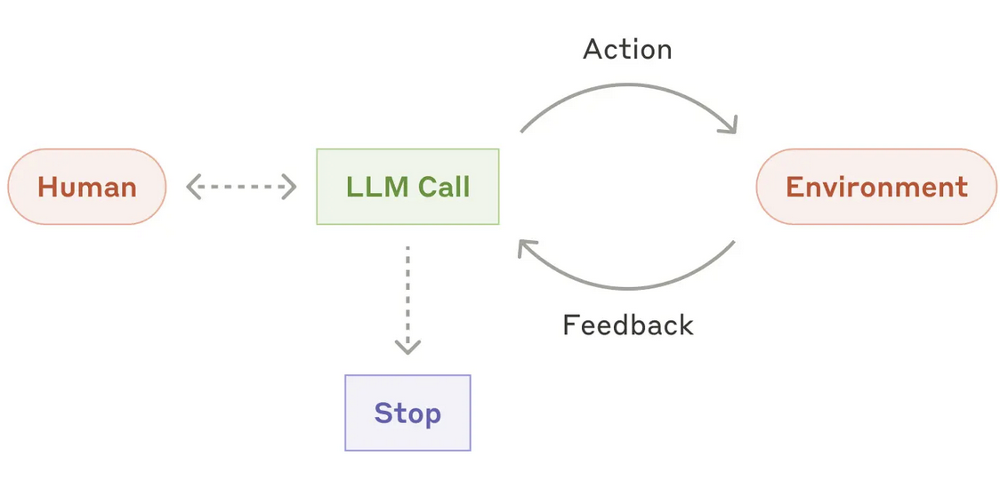 Action
Human
LLM Call
Environment
Feedback
Stop